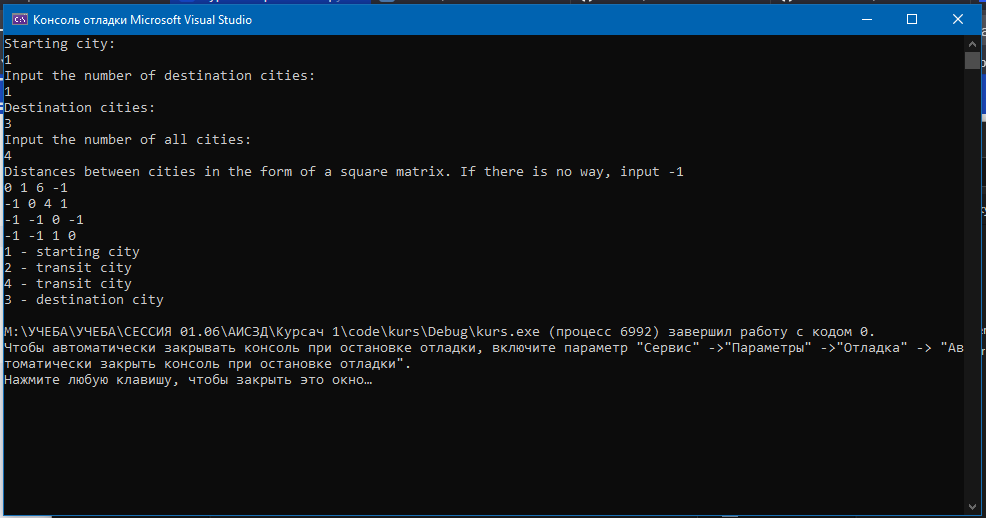 Консоль отладки Microsoft Visual Studio
Starting city:
1
Input the number of destination cities:
1
Destination cities:
3
Input the number of all cities:
4
Distances between cities in the form of a square matrix. If there is no way, input -1
0 1 6 -1
-1 0 4 1
-1 -1 0 -1
-1 -1 1 0
1 - starting city
2 - transit city
4 - transit city
3 - destination city
M:\УЧЕБА\УЧЕБА\СЕССИЯ 01.06\АИСЗД\Курсач 1\code\kurs\Debug\kurs.exe (процесс 6992) завершил работу с кодом 0.
Чтобы автоматически закрывать консоль при остановке отладки, включите параметр "Сервис" ->"Параметры" ->"Отладка" -> "Ав
томатически закрыть консоль при остановке отладки".
Нажмите любую клавишу, чтобы закрыть это окно…